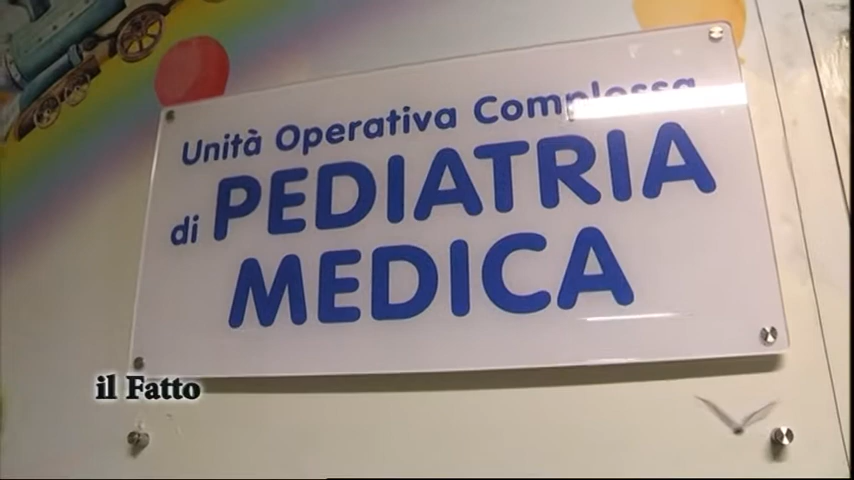 Unità Operativa Complessa
di PEDIATRIA
MEDICA
il Fatto